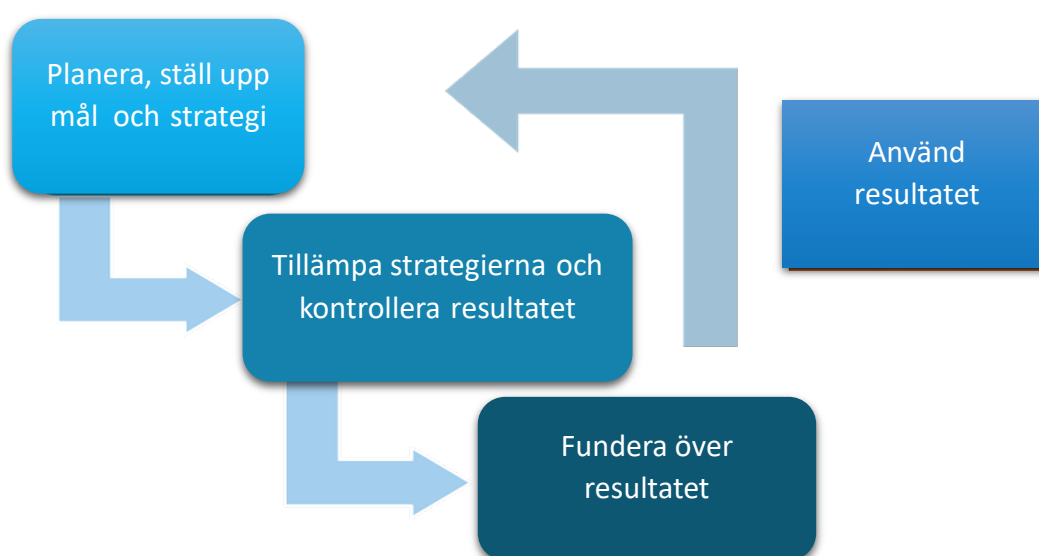 Planera, ställ upp
mål och strategi
Använd
resultatet
Tillämpa strategierna och
kontrollera resultatet
Fundera över
resultatet